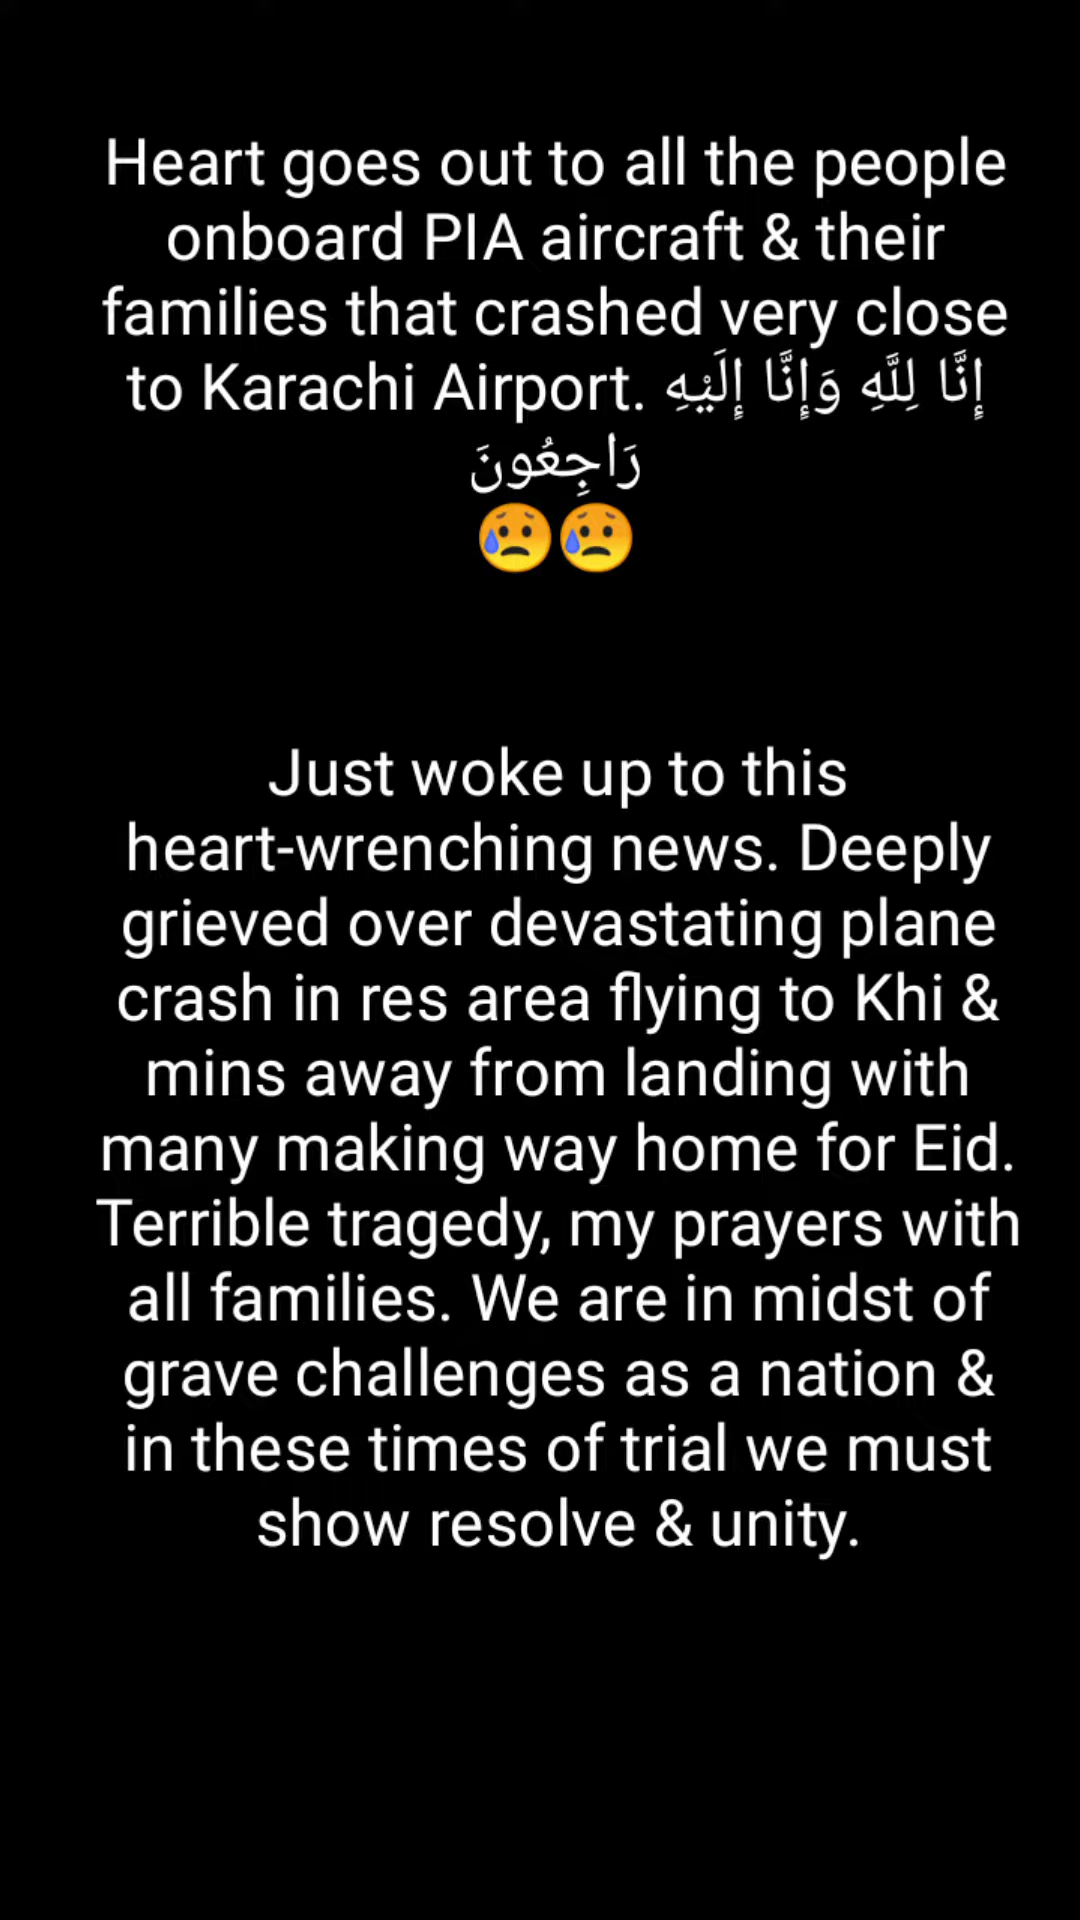 Heart goes out to all the people
onboard PIA aircraft & their
families that crashed very close
to Karachi Airport. إِنَّا لِلَّهِ وَإِنَّا إِلَيْهِ
رَاجِعُونَ
😥😥
Just woke up to this
heart-wrenching news. Deeply
grieved over devastating plane
crash in res area flying to Khi &
mins away from landing with
many making way home for Eid.
Terrible tragedy, my prayers with
all families. We are in midst of
grave challenges as a nation &
in these times of trial we must
show resolve & unity.